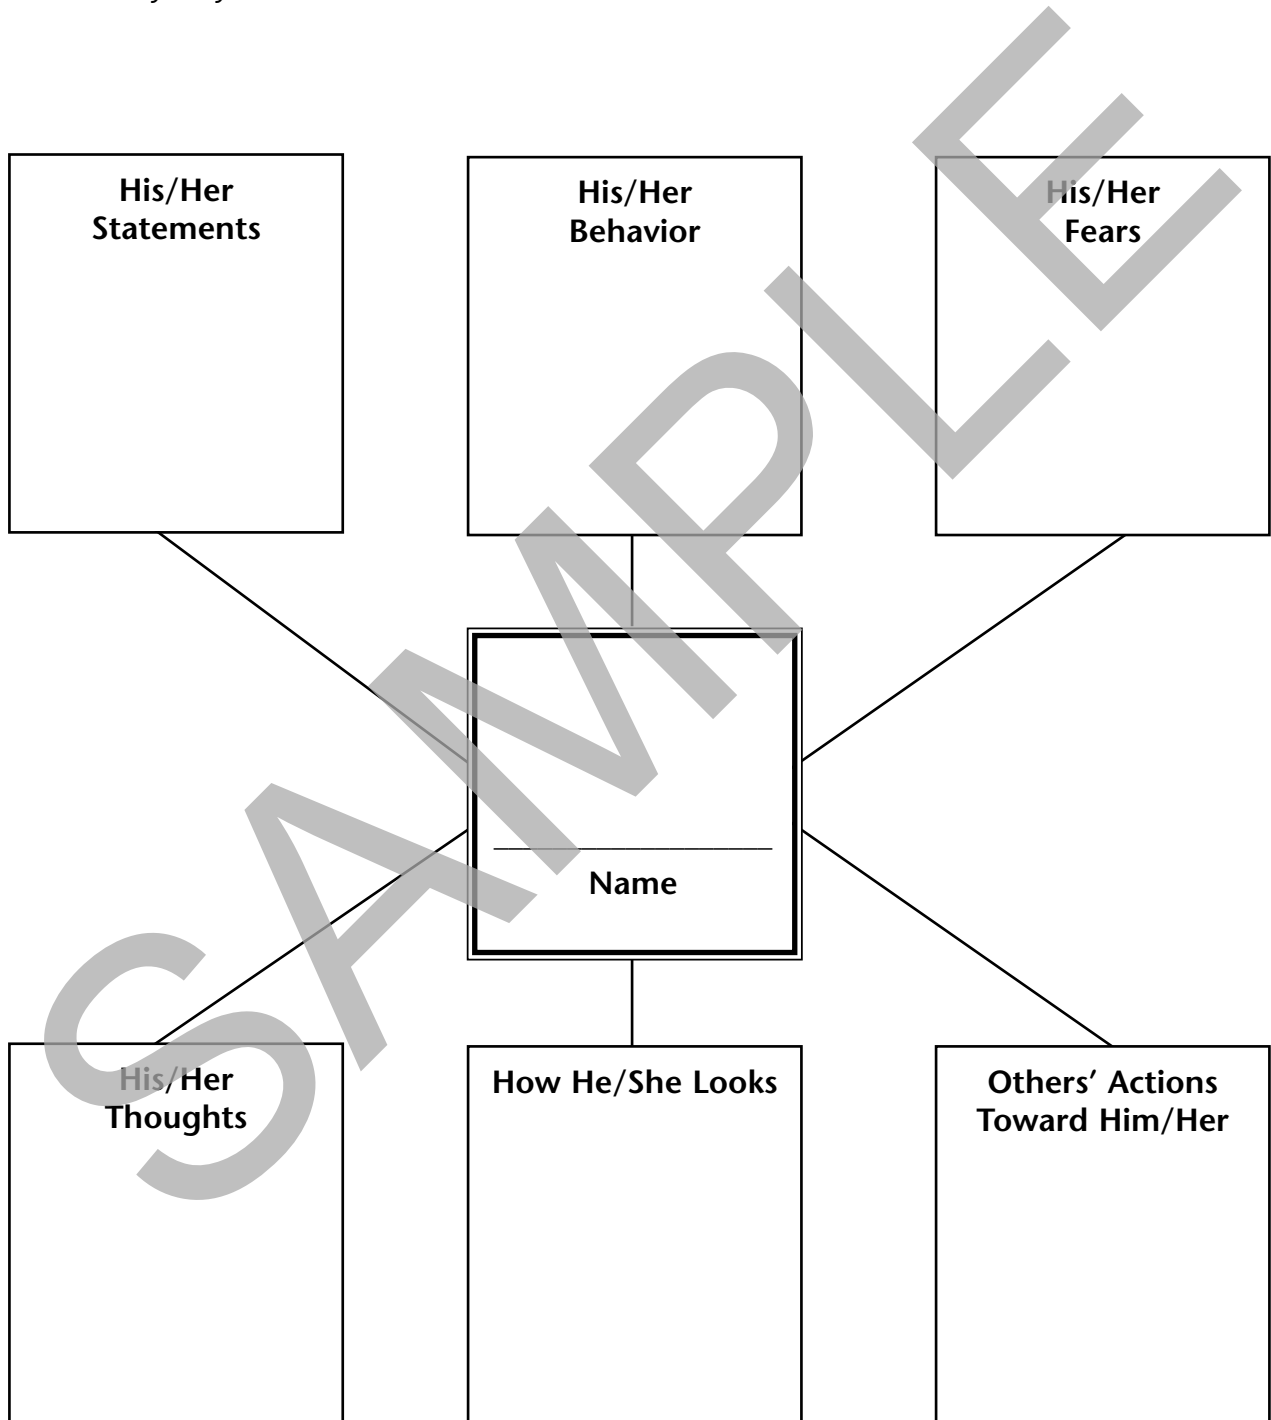 His/Her
Statements
His/Her
Behavior
His/Her
Fears
Name
His/Her
Thoughts
How He/She Looks
Others’ Actions
Toward Him/Her
SAMPLE